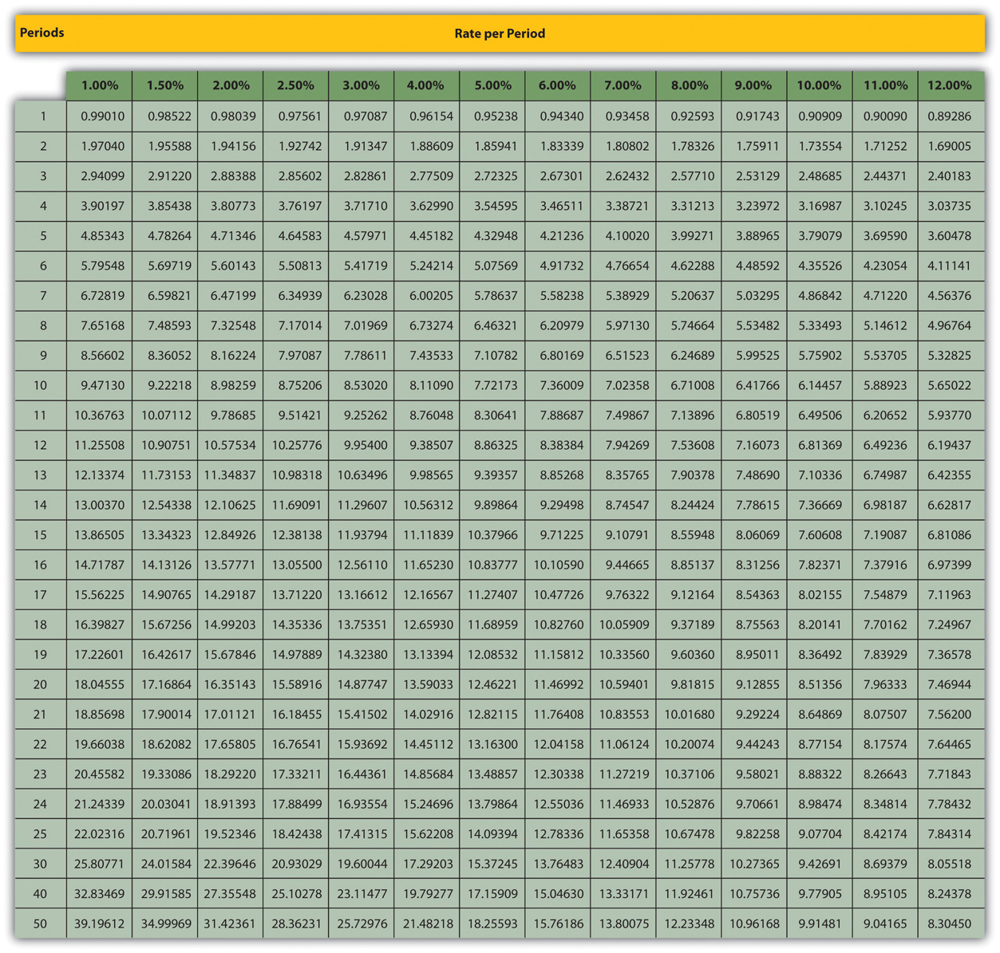 Periods Rate per Period
1.00% 1.50% 2.00% 2.50% 3.00% 4.00% 5.00% 6.00% 7.00% 8.00% 9.00% 10.00% 11.00% 12.00%
1 0.99010 0.98522 0.98039 0.97561 0.97087 0.96154 0.95238 0.94340 0.93458 0.92593 0.91743 0.90909 0.90090 0.89286
2 1.97040 1.95588 1.94156 1.92742 1.91347 1.88609 1.85941 1.83339 1.80802 1.78326 1.75911 1.73554 1.71252 1.69005
3 2.94099 2.91220 2.88388 2.85602 2.82861 2.77509 2.72325 2.67301 2.62432 2.57710 2.53129 2.48685 2.44371 2.40183
4 3.90197 3.85438 3.80773 3.76197 3.71710 3.62990 3.54595 3.46511 3.38721 3.31213 3.23972 3.16987 3.10245 3.03735
5 4.85343 4.78264 4.71346 4.64583 4.57971 4.45182 4.32948 4.21236 4.10020 3.99271 3.88965 3.79079 3.69590 3.60478
6 5.79548 5.69719 5.60143 5.50813 5.41719 5.24214 5.07569 4.91732 4.76654 4.62288 4.48592 4.35526 4.23054 4.11141
7 6.72819 6.59821 6.47199 6.34939 6.23028 6.00205 5.78637 5.58238 5.38929 5.20637 5.03295 4.86842 4.71220 4.56376
8 7.65168 7.48593 7.32548 7.17014 7.01969 6.73274 6.46321 6.20979 5.97130 5.74664 5.53482 5.33493 5.14612 4.96764
9 8.56602 8.36052 8.16224 7.97087 7.78611 7.43533 7.10782 6.80169 6.51523 6.24689 5.99525 5.75902 5.53705 5.32825
10 9.47130 9.22218 8.98259 8.75206 8.53020 8.11090 7.72173 7.36009 7.02358 6.71008 6.41766 6.14457 5.88923 5.65022
11 10.36763 10.07112 9.78685 9.51421 9.25262 8.76048 8.30641 7.88687 7.49867 7.13896 6.80519 6.49506 6.20652 5.93770
12 11.25508 10.90751 10.57534 10.25776 9.95400 9.38507 8.86325 8.38384 7.94269 7.53608 7.16073 6.81369 6.49236 6.19437
13 12.13374 11.73153 11.34837 10.98318 10.63496 9.98565 9.39357 8.85268 8.35765 7.90378 7.48690 7.10336 6.74987 6.42355
14 13.00370 12.54338 12.10625 11.69091 11.29607 10.56312 9.89864 9.29498 8.74547 8.24424 7.78615 7.36669 6.98187 6.62817
15 13.86505 13.34323 12.84926 12.38138 11.93794 11.11839 10.37966 9.71225 9.10791 8.55948 8.06069 7.60608 7.19087 6.81086
16 14.71787 14.13126 13.57771 13.05500 12.56110 11.65230 10.83777 10.10590 9.44665 8.85137 8.31256 7.82371 7.37916 6.97399
17 15.56225 14.90765 14.29187 13.71220 13.16612 12.16567 11.27407 10.47726 9.76322 9.12164 8.54363 8.02155 7.54879 7.11963
18 16.39827 15.67256 14.99203 14.35336 13.75351 12.65930 11.68959 10.82760 10.05909 9.37189 8.75563 8.20141 7.70162 7.24967
19 17.22601 16.42617 15.67846 14.97889 14.32380 13.13394 12.08532 11.15812 10.33560 9.60360 8.95011 8.36492 7.83929 7.36578
20 18.04555 17.16864 16.35143 15.58916 14.87747 13.59033 12.46221 11.46992 10.59401 9.81815 9.12855 8.51356 7.96333 7.46944
21 18.85698 17.90014 17.01121 16.18455 15.41502 14.02916 12.82115 11.76408 10.83553 10.01680 9.29224 8.64869 8.07507 7.56200
22 19.66038 18.62082 17.65805 16.76541 15.93692 14.45112 13.16300 12.04158 11.06124 10.20074 9.44243 8.77154 8.17574 7.64465
23 20.45582 19.33086 18.29220 17.33211 16.44361 14.85684 13.48857 12.30338 11.27219 10.37106 9.58021 8.88322 8.26643 7.71843
24 21.24339 20.03041 18.91393 17.88499 16.93554 15.24696 13.79864 12.55036 11.46933 10.52876 9.70661 8.98474 8.34814 7.78432
25 22.02316 20.71961 19.52346 18.42438 17.41315 15.62208 14.09394 12.78336 11.65358 10.67478 9.82258 9.07704 8.42174 7.84314
30 25.80771 24.01584 22.39646 20.93029 19.60044 17.29203 15.37245 13.76483 12.40904 11.25778 10.27365 9.42691 8.69379 8.05518
40 32.83469 29.91585 27.35548 25.10278 23.11477 19.79277 17.15909 15.04630 13.33171 11.92461 10.75736 9.77905 8.95105 8.24378
50 39.19612 34.99969 31.42361 28.36231 25.72976 21.48218 18.25593 15.76186 13.80075 12.23348 10.96168 9.91481 9.04165 8.30450